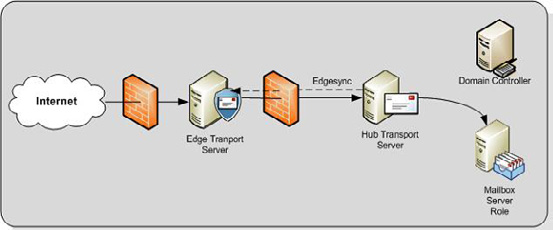 Internet
Edge Tranport
Server
Edgesync
Hub Transport
Server
Domain Controller
Mailbox
Server
Role